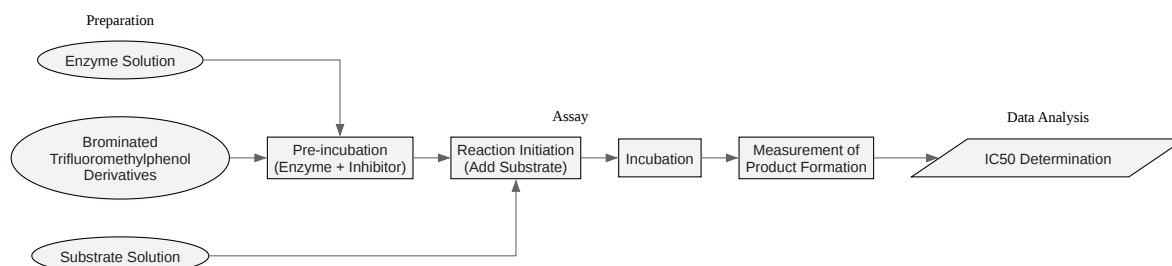 Preparation
Enzyme Solution
Assay
Data Analysis
Brominated
Trifluoromethylphenol
Derivatives
Pre-incubation
(Enzyme + Inhibitor)
Reaction Initiation
(Add Substrate)
Incubation
Measurement of
Product Formation
IC50 Determination
Substrate Solution